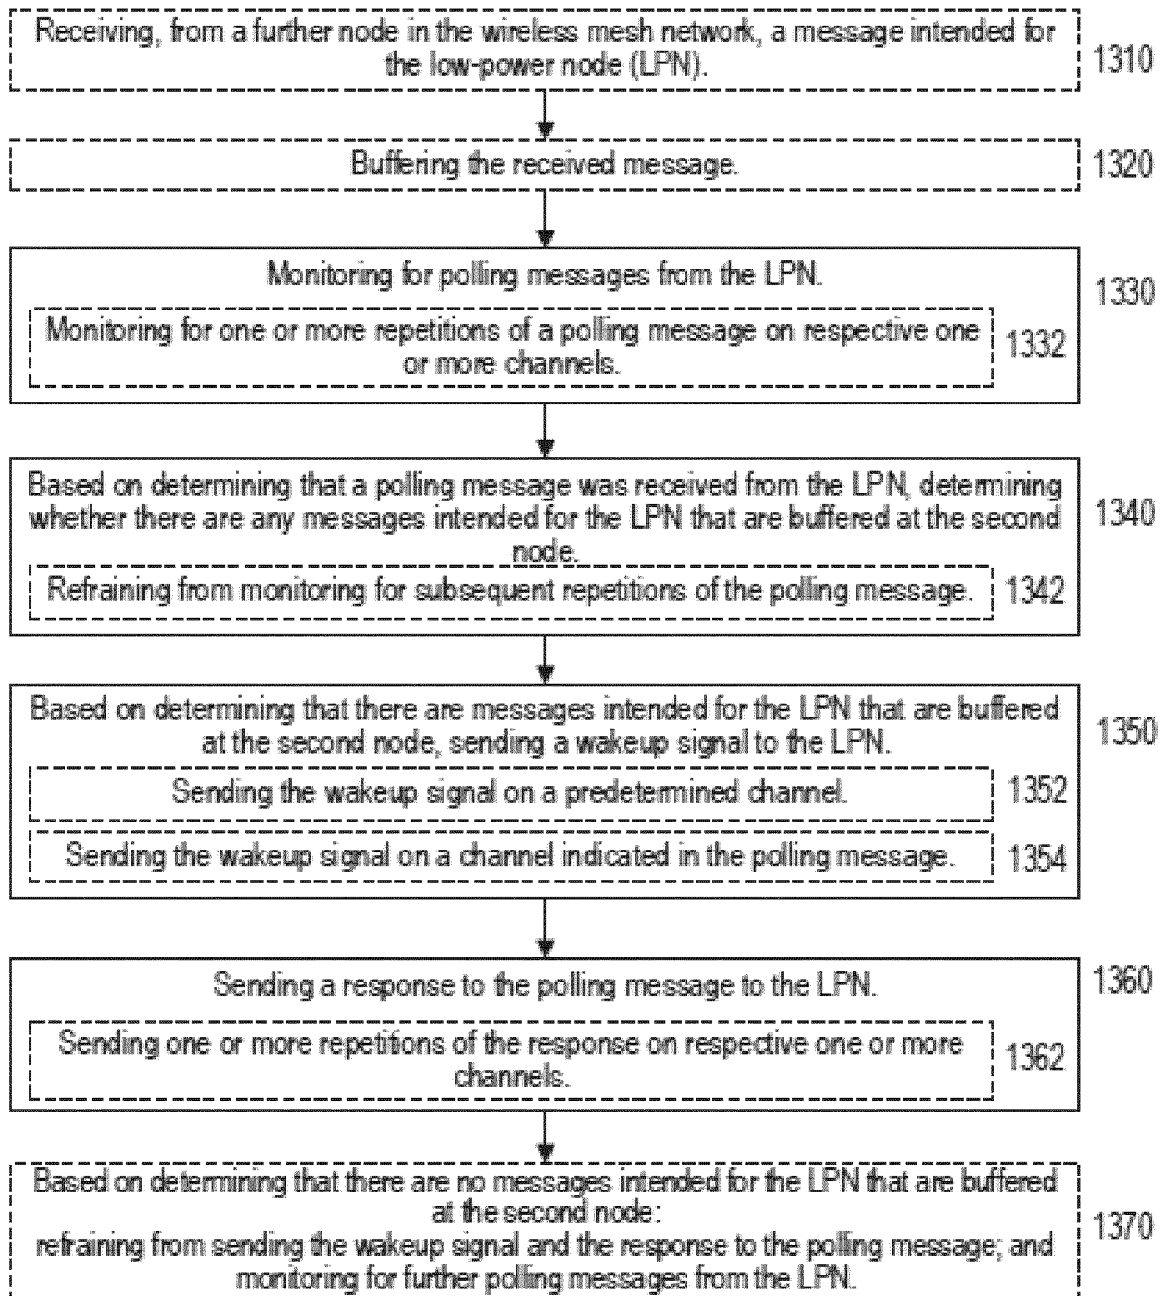 Receiving, from a further node in the wireless mesh network, a message intended for
the low-power node (LPN).
1310
Buffering the received message.
1320
Monitoring for polling messages from the LPN.
1330
Monitoring for one or more repetitions of a polling message on respective one
or more channels.
1332
Based on determining that a polling message was received from the LPN, determining
whether there are any messages intended for the LPN that are buffered at the second
node.
1340
Refraining from monitoring for subsequent repetitions of the polling message.
1342
Based on determining that there are messages intended for the LPN that are buffered
at the second node, sending a wakeup signal to the LPN.
1350
Sending the wakeup signal on a predetermined channel.
1352
Sending the wakeup signal on a channel indicated in the polling message.
1354
Sending a response to the polling message to the LPN.
1360
Sending one or more repetitions of the response on respective one or more
channels.
1362
Based on determining that there are no messages intended for the LPN that are buffered
at the second node:
refraining from sending the wakeup signal and the response to the polling message; and
monitoring for further polling messages from the LPN.
1370